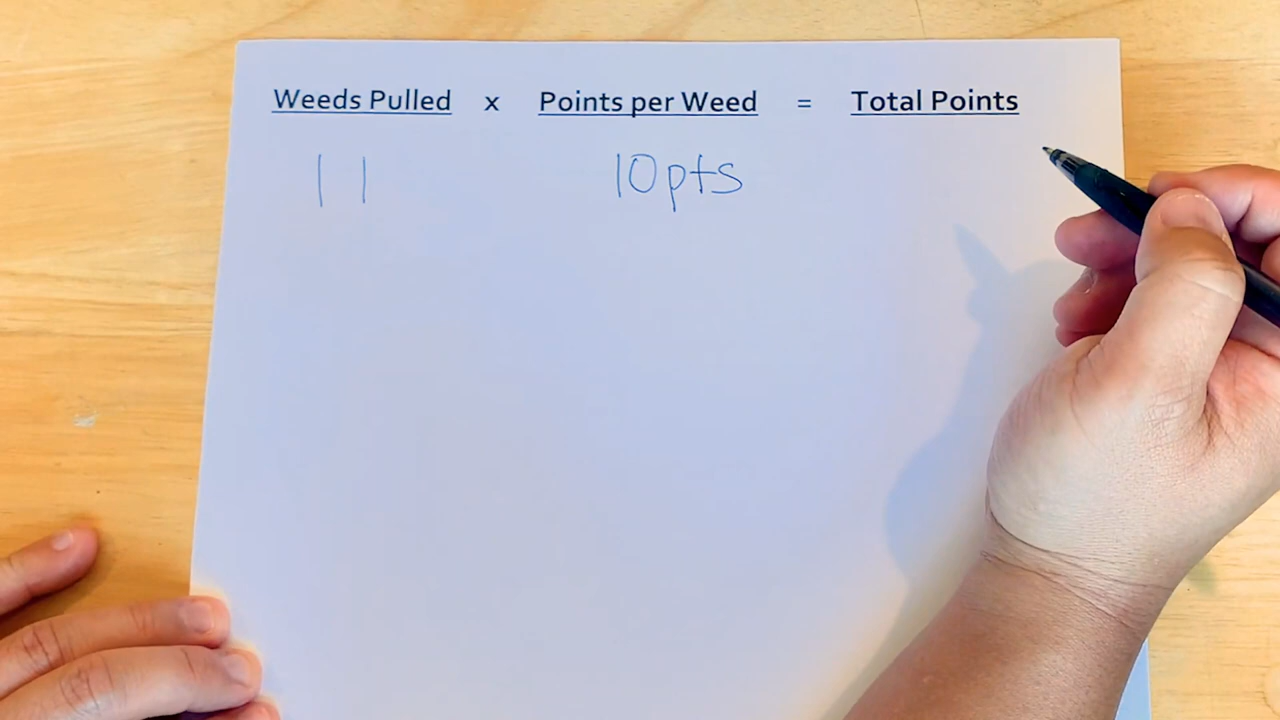 Weeds Pulled x Points per Weed = Total Points
11 10pts